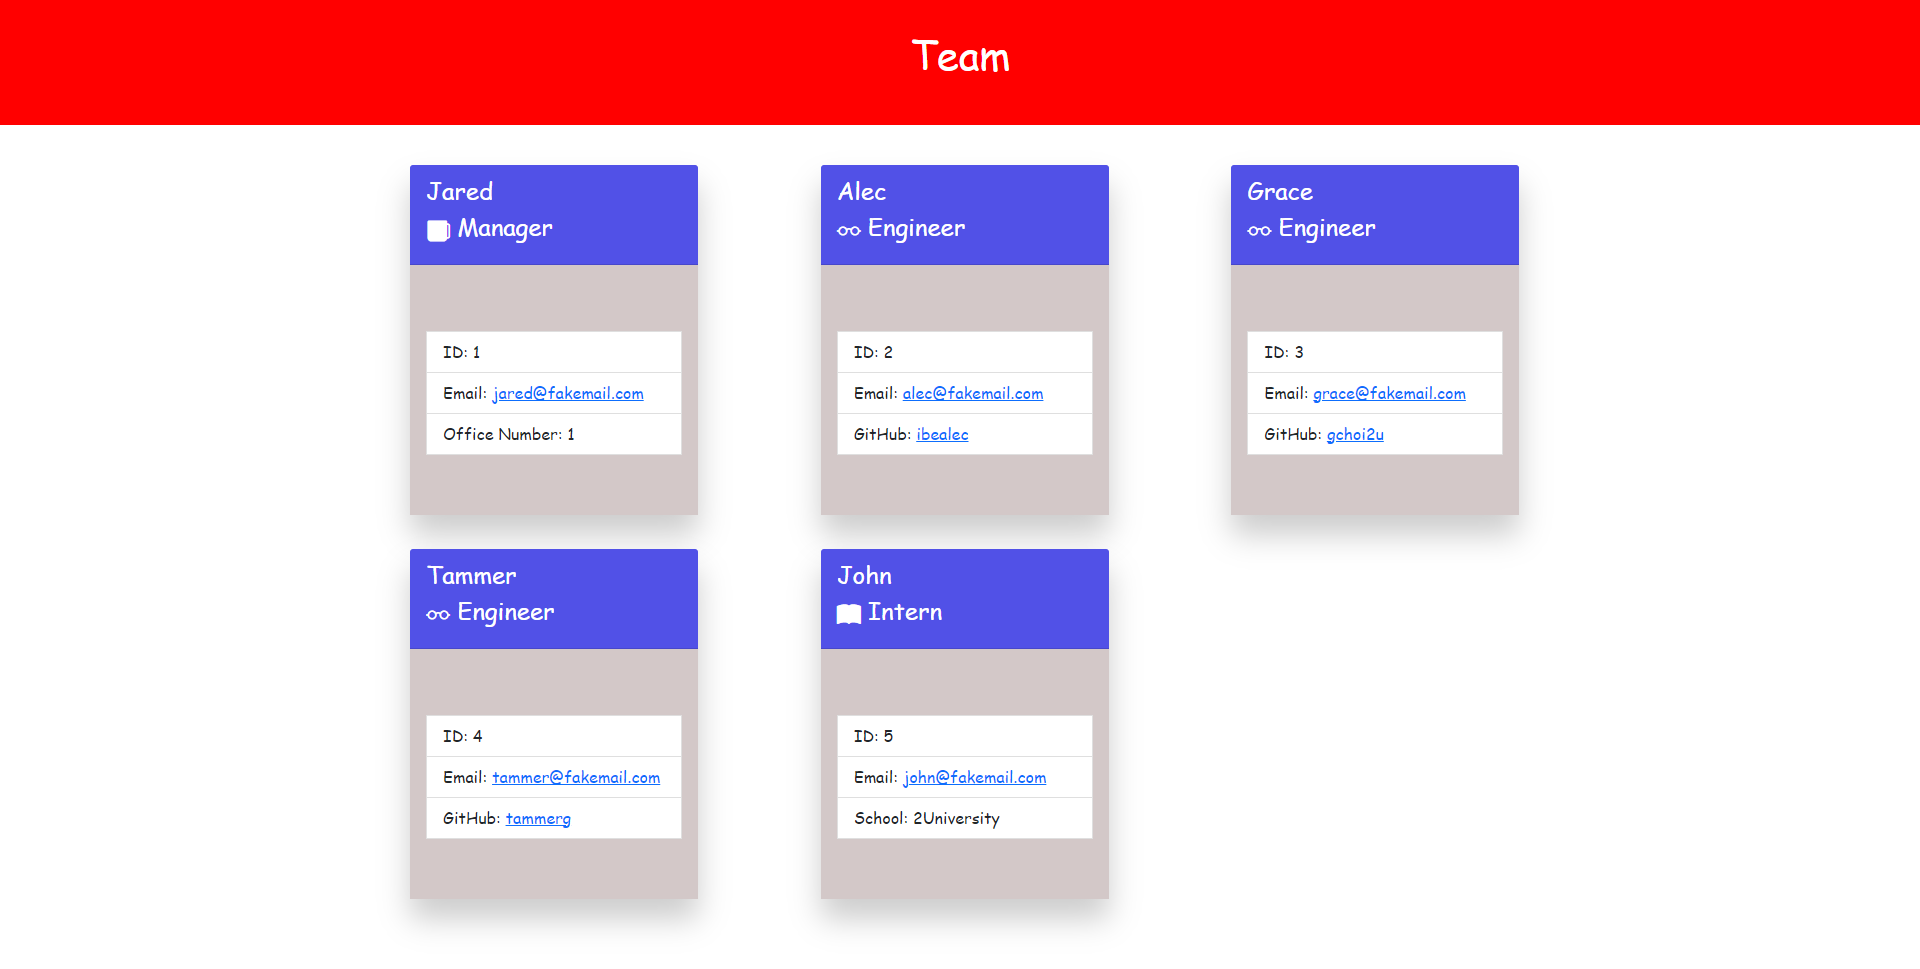 Team
Jared
Manager
ID: 1
Email: jared@fakemail.com
Office Number: 1
Alec
Engineer
ID: 2
Email: alec@fakemail.com
GitHub: ibealec
Grace
Engineer
ID: 3
Email: grace@fakemail.com
GitHub: gchoi2u
Tammer
Engineer
ID: 4
Email: tammer@fakemail.com
GitHub: tammerg
John
Intern
ID: 5
Email: john@fakemail.com
School: 2University